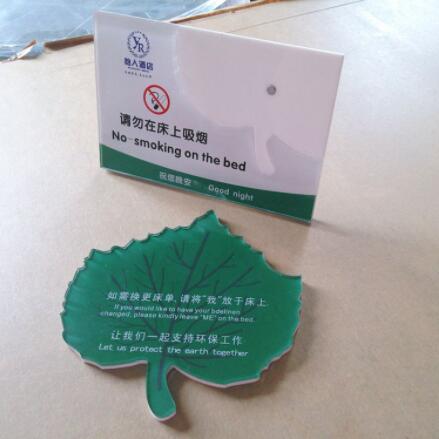 YR
怡人酒店
请勿在床上吸烟
No-smoking on the bed
祝您晚安 Good night
如需换更床单,请将"我"放于床上.
If you would like to have your bdelinen
changed, please kindly leave "ME" on the bed.
让我们一起支持环保工作
Let us protect the earth together